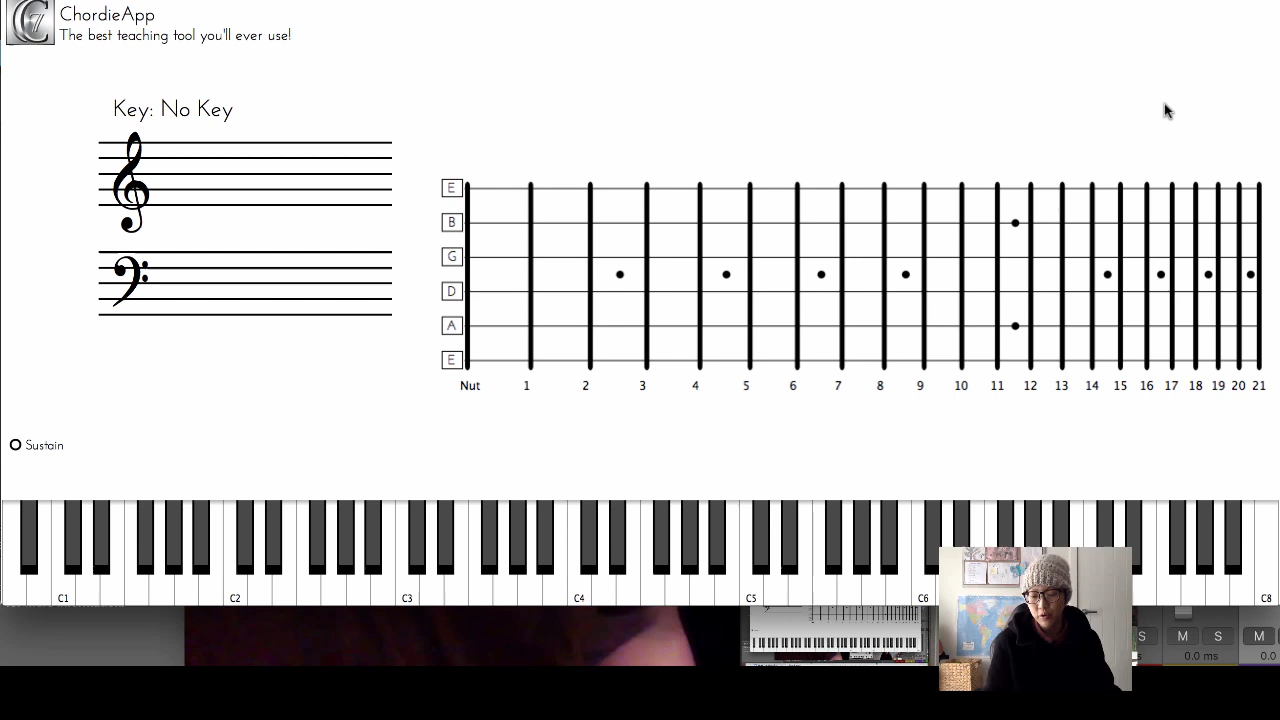 ChordieApp
The best teaching tool you'll ever use!
Key: No Key
E
B
G
D
A
E
Nut 1 2 3 4 5 6 7 8 9 10 11 12 13 14 15 16 17 18 19 20 21
Sustain
C1 C2 C3 C4 C5 C6 C8
S M S M
0.0 ms 0.0